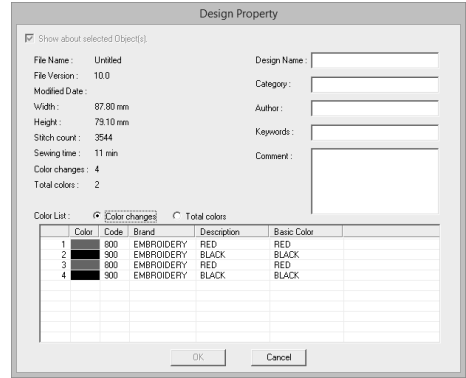 Design Property
Show about selected Object(s).
File Name : Untitled
File Version : 10.0
Modified Date :
Width : 87.80 mm
Height : 79.10 mm
Stitch count : 3544
Sewing time : 11 min
Color changes : 4
Total colors : 2
Design Name :
Category :
Author :
Keywords :
Comment :
Color List : Color changes Total colors
Color Code Brand Description Basic Color
1 800 EMBROIDERY RED RED
2 900 EMBROIDERY BLACK BLACK
3 800 EMBROIDERY RED RED
4 900 EMBROIDERY BLACK BLACK
OK Cancel